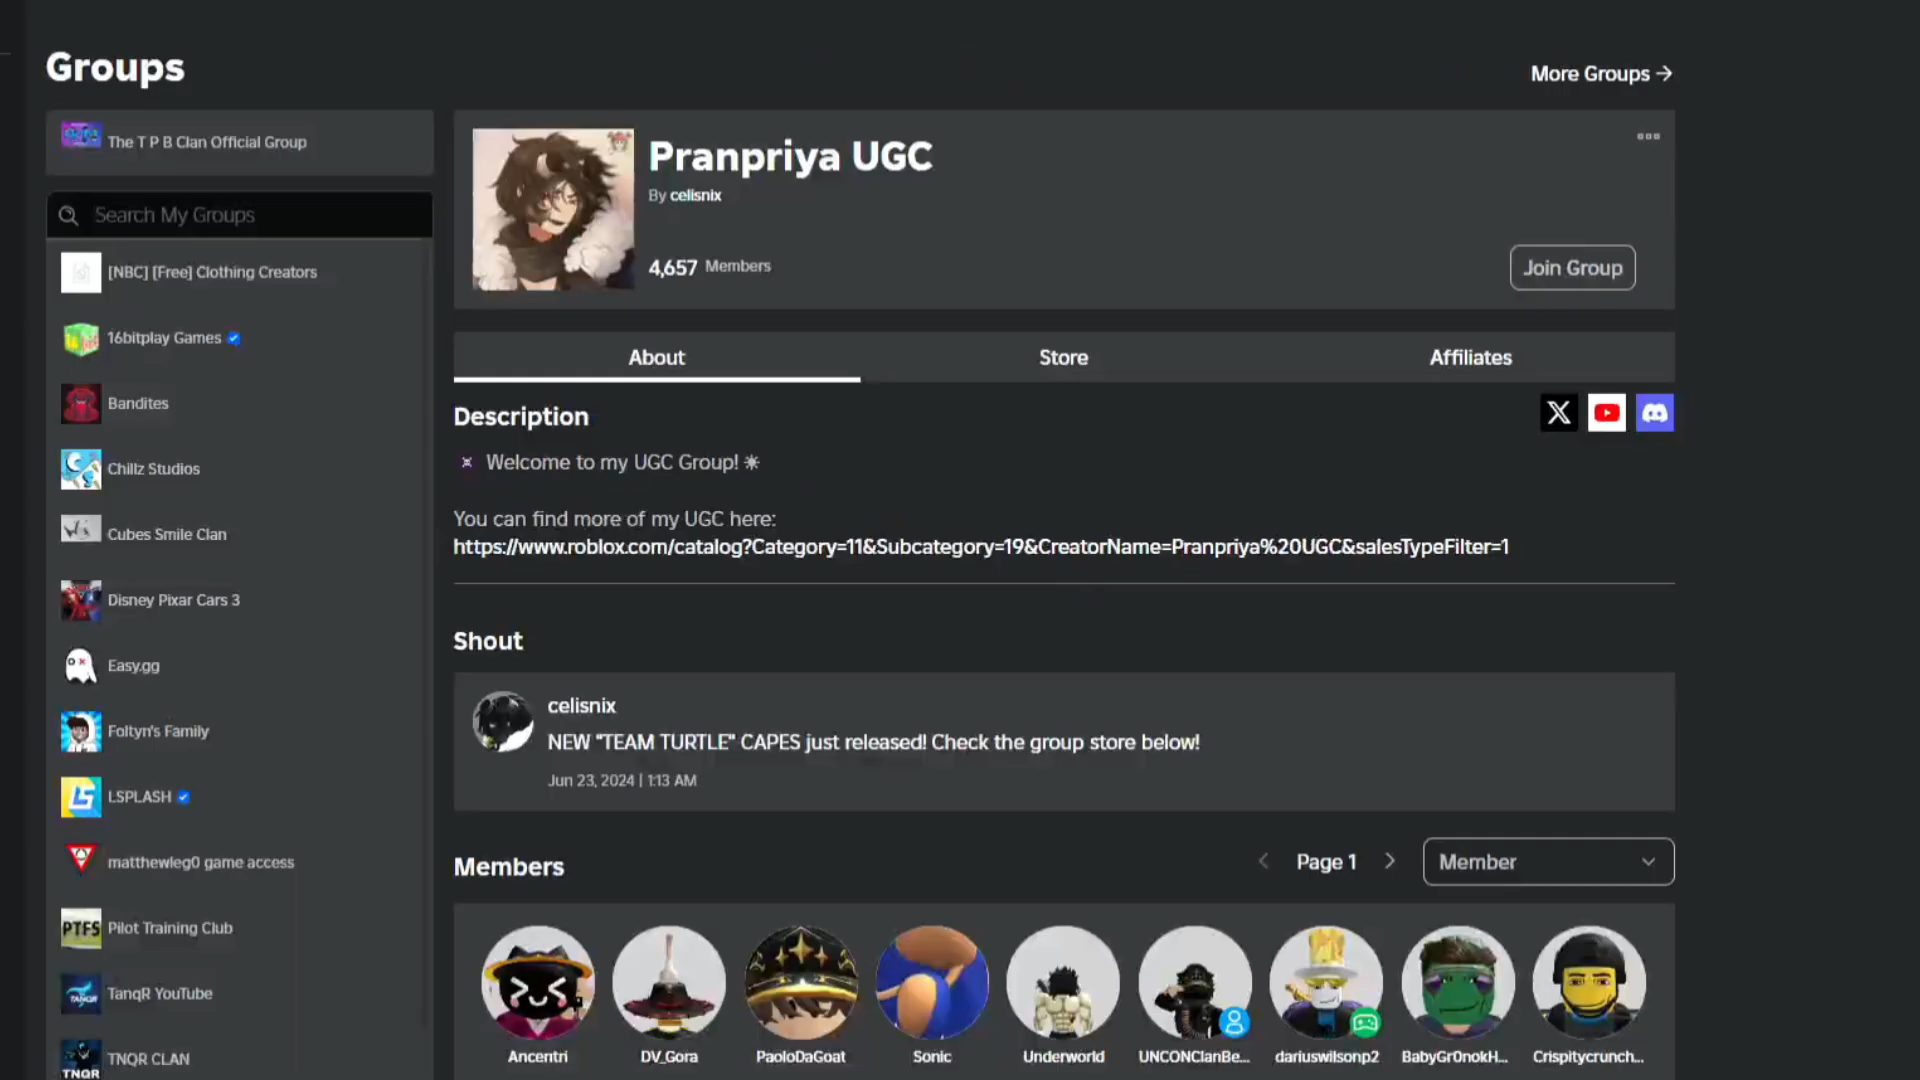 Groups
More Groups →
The T P B Clan Official Group
Search My Groups
[NBC] [Free] Clothing Creators
16bitplay Games
Bandites
Chillz Studios
Cubes Smile Clan
Disney Pixar Cars 3
Easy.gg
Foltyn's Family
LSPLASH
matthewleg0 game access
PTFS
Pilot Training Club
TANQR
TanqR YouTube
TNQR
TNQR CLAN
Pranpriya UGC
By celisnix
4,657 Members
Join Group
About
Store
Affiliates
Description
Welcome to my UGC Group! ☀
You can find more of my UGC here:
https://www.roblox.com/catalog?Category=11&Subcategory=19&CreatorName=Pranpriya%20UGC&salesTypeFilter=1
Shout
celisnix
NEW "TEAM TURTLE" CAPES just released! Check the group store below!
Jun 23, 2024 | 1:13 AM
Members
Page 1
Member
Ancentri
DV_Gora
PaoloDaGoat
Sonic
Underworld
UNCONClanBe...
dariuswilsonp2
BabyGr0nokH...
Crispitycrunch...